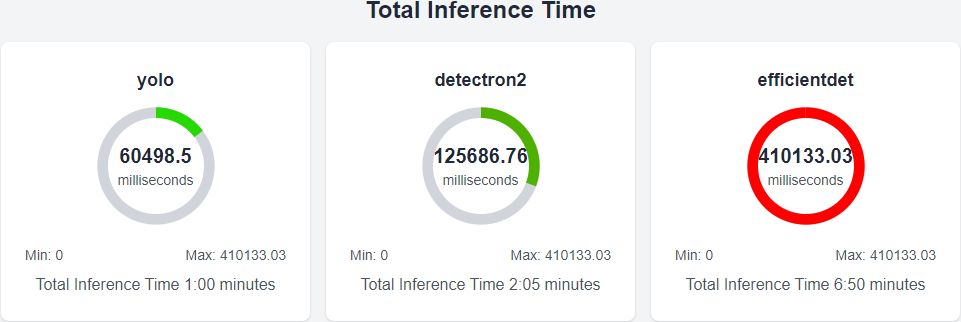 Total Inference Time
yolo
60498.5
milliseconds
Min: 0 Max: 410133.03
Total Inference Time 1:00 minutes
detectron2
125686.76
milliseconds
Min: 0 Max: 410133.03
Total Inference Time 2:05 minutes
efficientdet
410133.03
milliseconds
Min: 0 Max: 410133.03
Total Inference Time 6:50 minutes